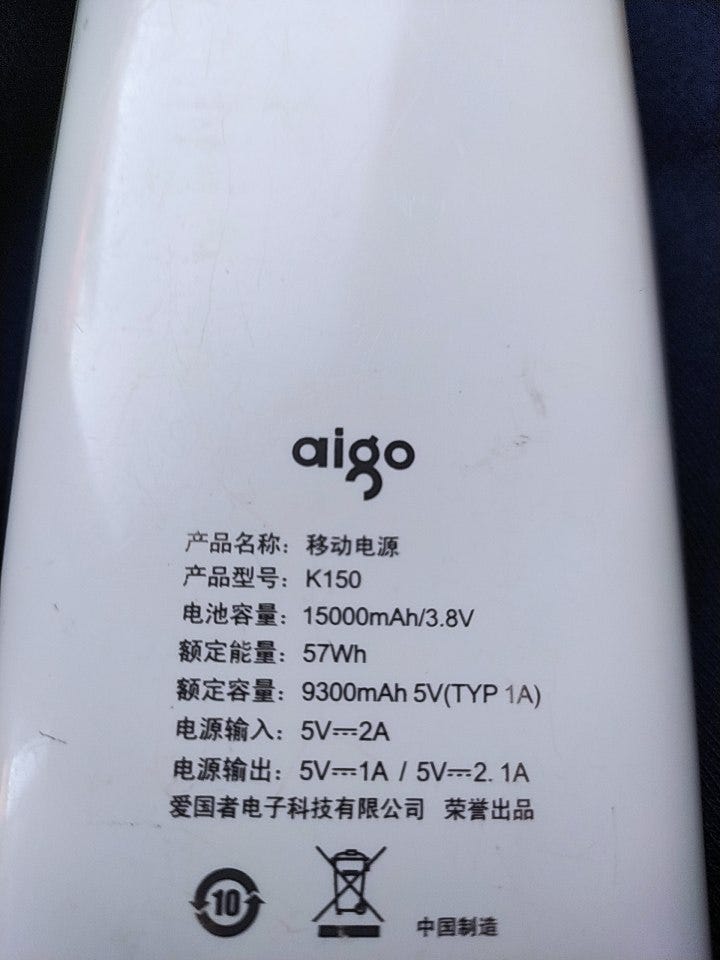 aigo
产品名称：移动电源
产品型号：K150
电池容量：15000mAh/3.8V
额定能量：57Wh
额定容量：9300mAh 5V(TYP 1A)
电源输入：5V⎓2A
电源输出：5V⎓1A / 5V⎓2.1A
爱国者电子科技有限公司 荣誉出品
10
中国制造